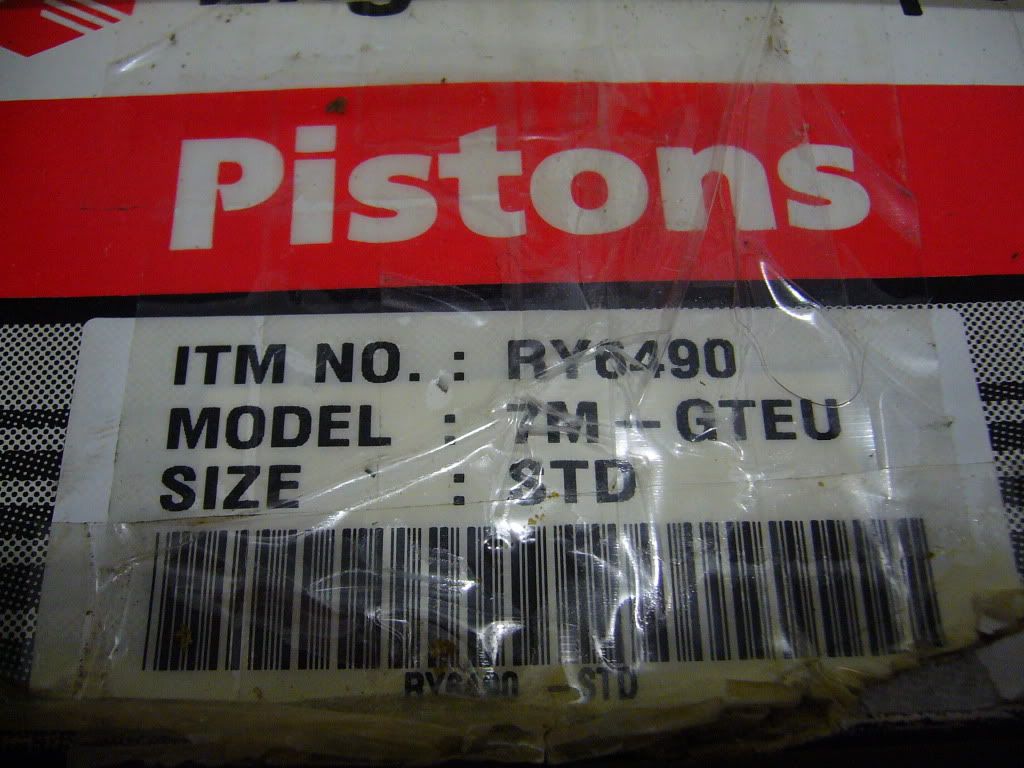 Pistons
ITM NO. : RY6490
MODEL : 7M-GTEU
SIZE : STD
RY6490 -STD